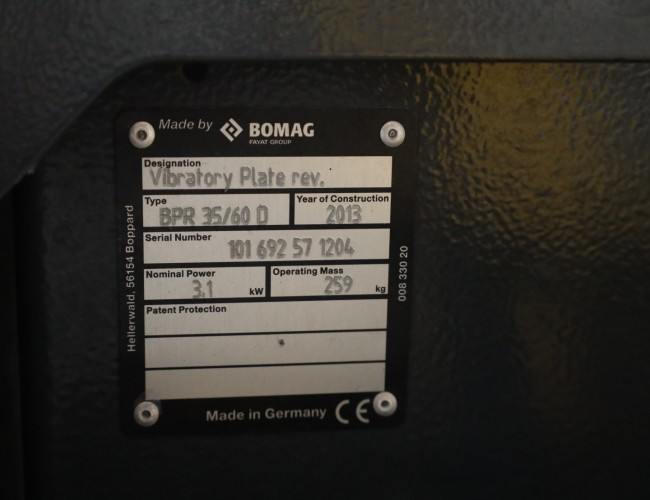 Made by BOMAG
FAYAT GROUP
Designation
Vibratory Plate rev.
Type
BPR 35/60 D
Year of Construction
2013
Serial Number
101 692 57 1204
Nominal Power
3.1 kW
Operating Mass
259 kg
Patent Protection
Made in Germany CE
Hellerwald, 56154 Boppard
008 330 20